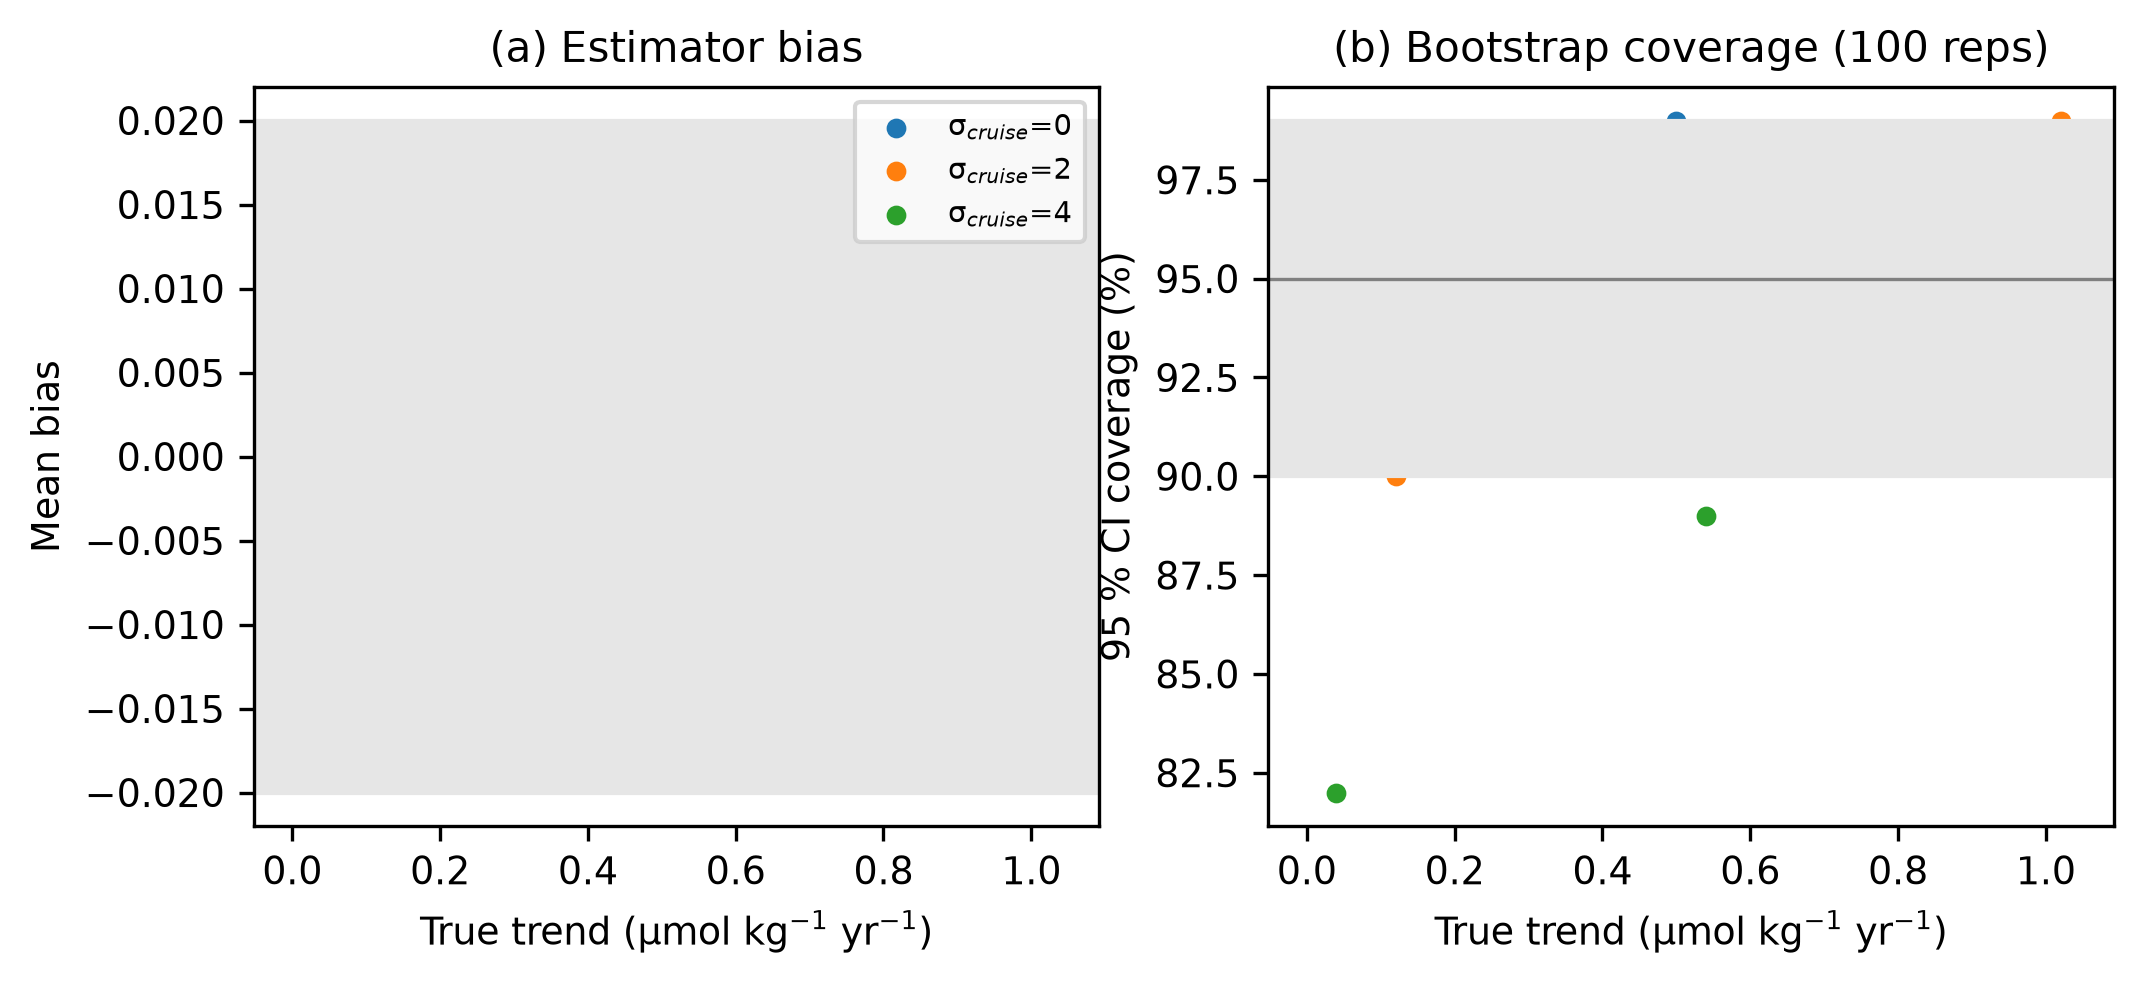 (a) Estimator bias
Mean bias
0.020
0.015
0.010
0.005
0.000
−0.005
−0.010
−0.015
−0.020
σcruise=0
σcruise=2
σcruise=4
0.0 0.2 0.4 0.6 0.8 1.0
True trend (μmol kg⁻¹ yr⁻¹)
(b) Bootstrap coverage (100 reps)
95 % CI coverage (%)
97.5
95.0
92.5
90.0
87.5
85.0
82.5
0.0 0.2 0.4 0.6 0.8 1.0
True trend (μmol kg⁻¹ yr⁻¹)